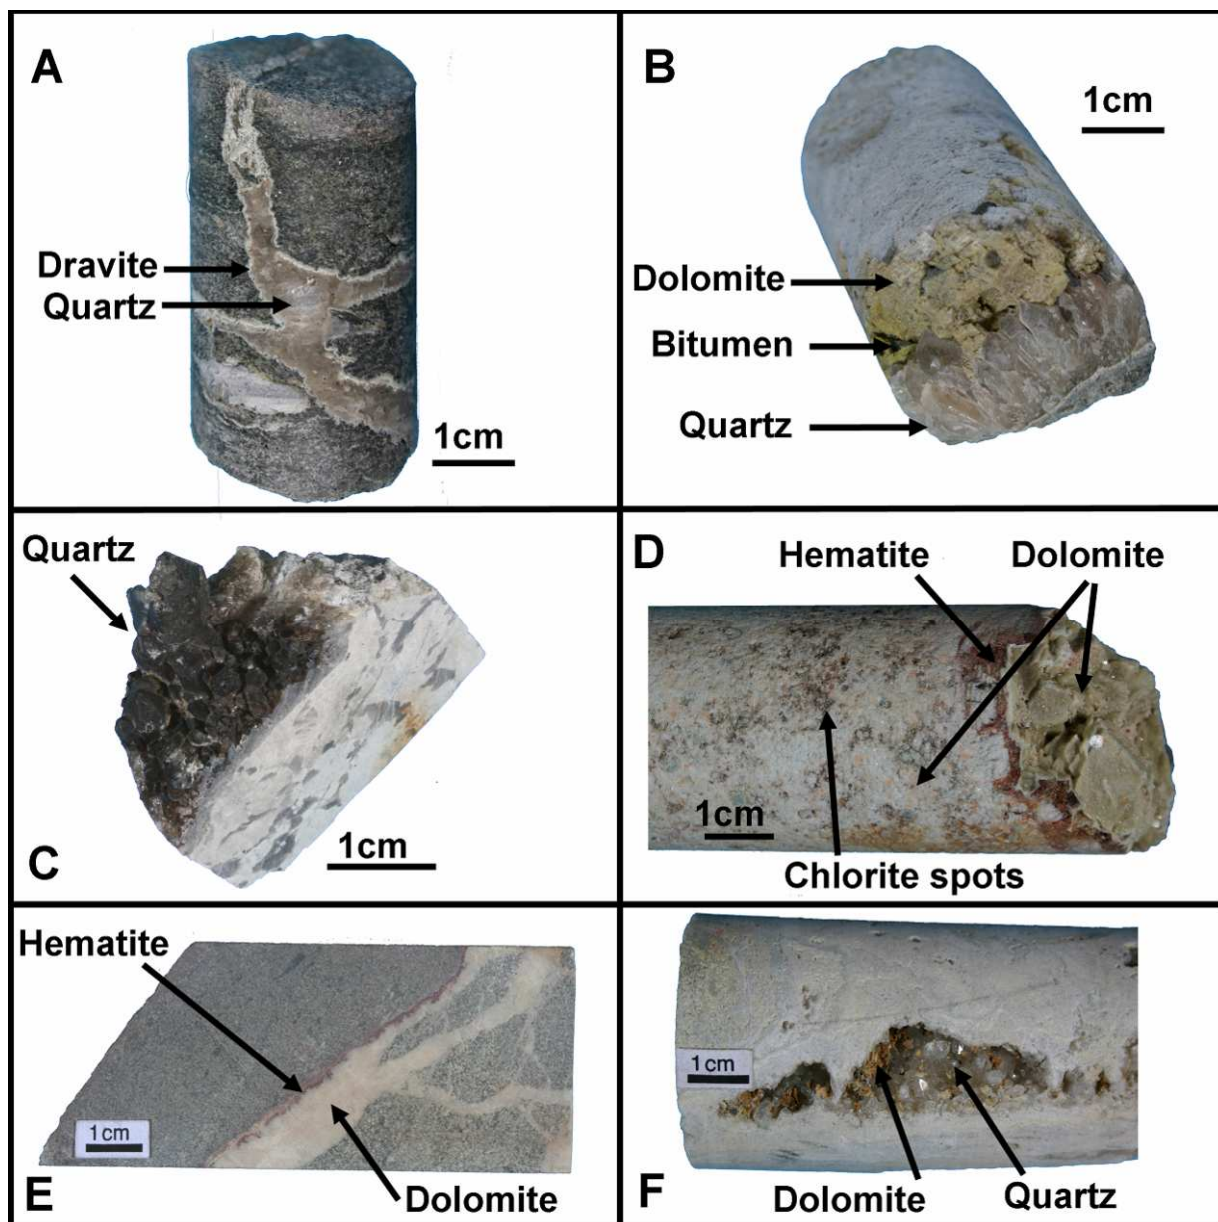 A
Dravite
Quartz
1cm
B
1cm
Dolomite
Bitumen
Quartz
Quartz
C
1cm
D
Hematite
Dolomite
1cm
Chlorite spots
Hematite
1cm
E
Dolomite
1cm
F
Dolomite
Quartz